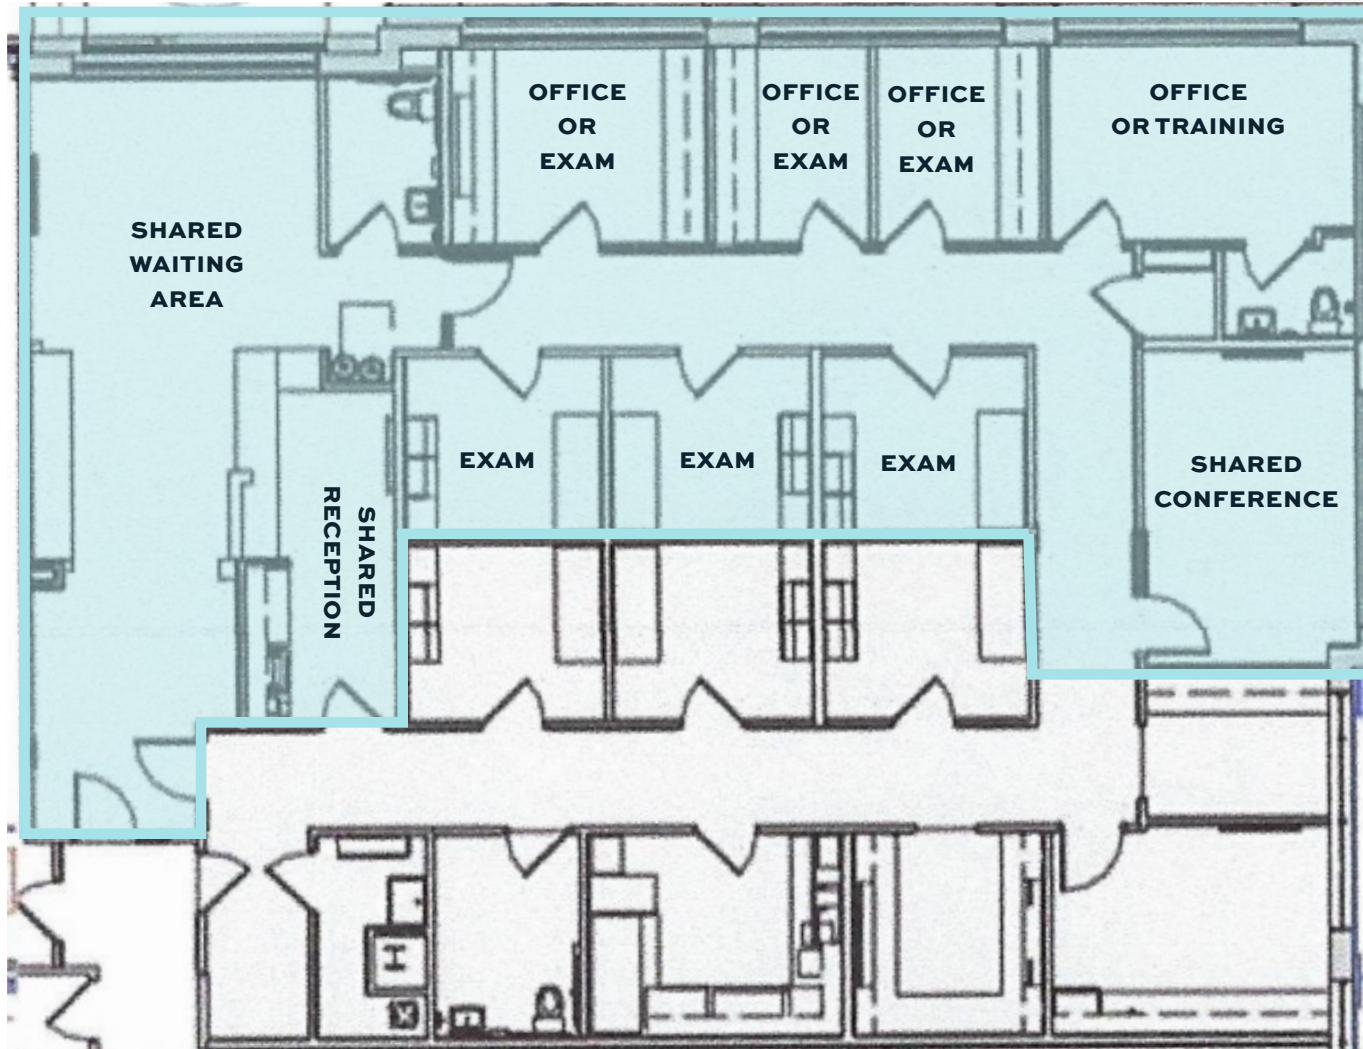 OFFICE
OR
EXAM
OFFICE
OR
EXAM
OFFICE
OR
EXAM
OFFICE
OR TRAINING
SHARED
WAITING
AREA
EXAM
EXAM
EXAM
SHARED
CONFERENCE
SHARED
RECEPTION